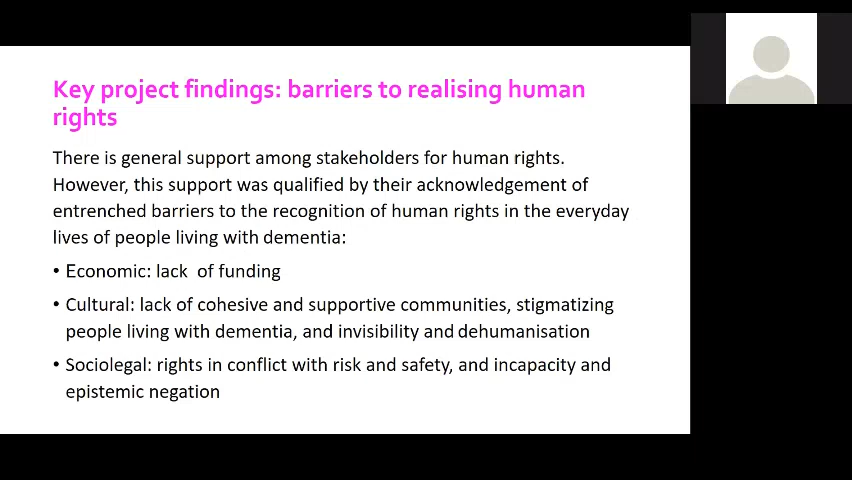 Key project findings: barriers to realising human
rights
There is general support among stakeholders for human rights.
However, this support was qualified by their acknowledgement of
entrenched barriers to the recognition of human rights in the everyday
lives of people living with dementia:
• Economic: lack  of funding
• Cultural: lack of cohesive and supportive communities, stigmatizing
people living with dementia, and invisibility and dehumanisation
• Sociolegal: rights in conflict with risk and safety, and incapacity and
epistemic negation